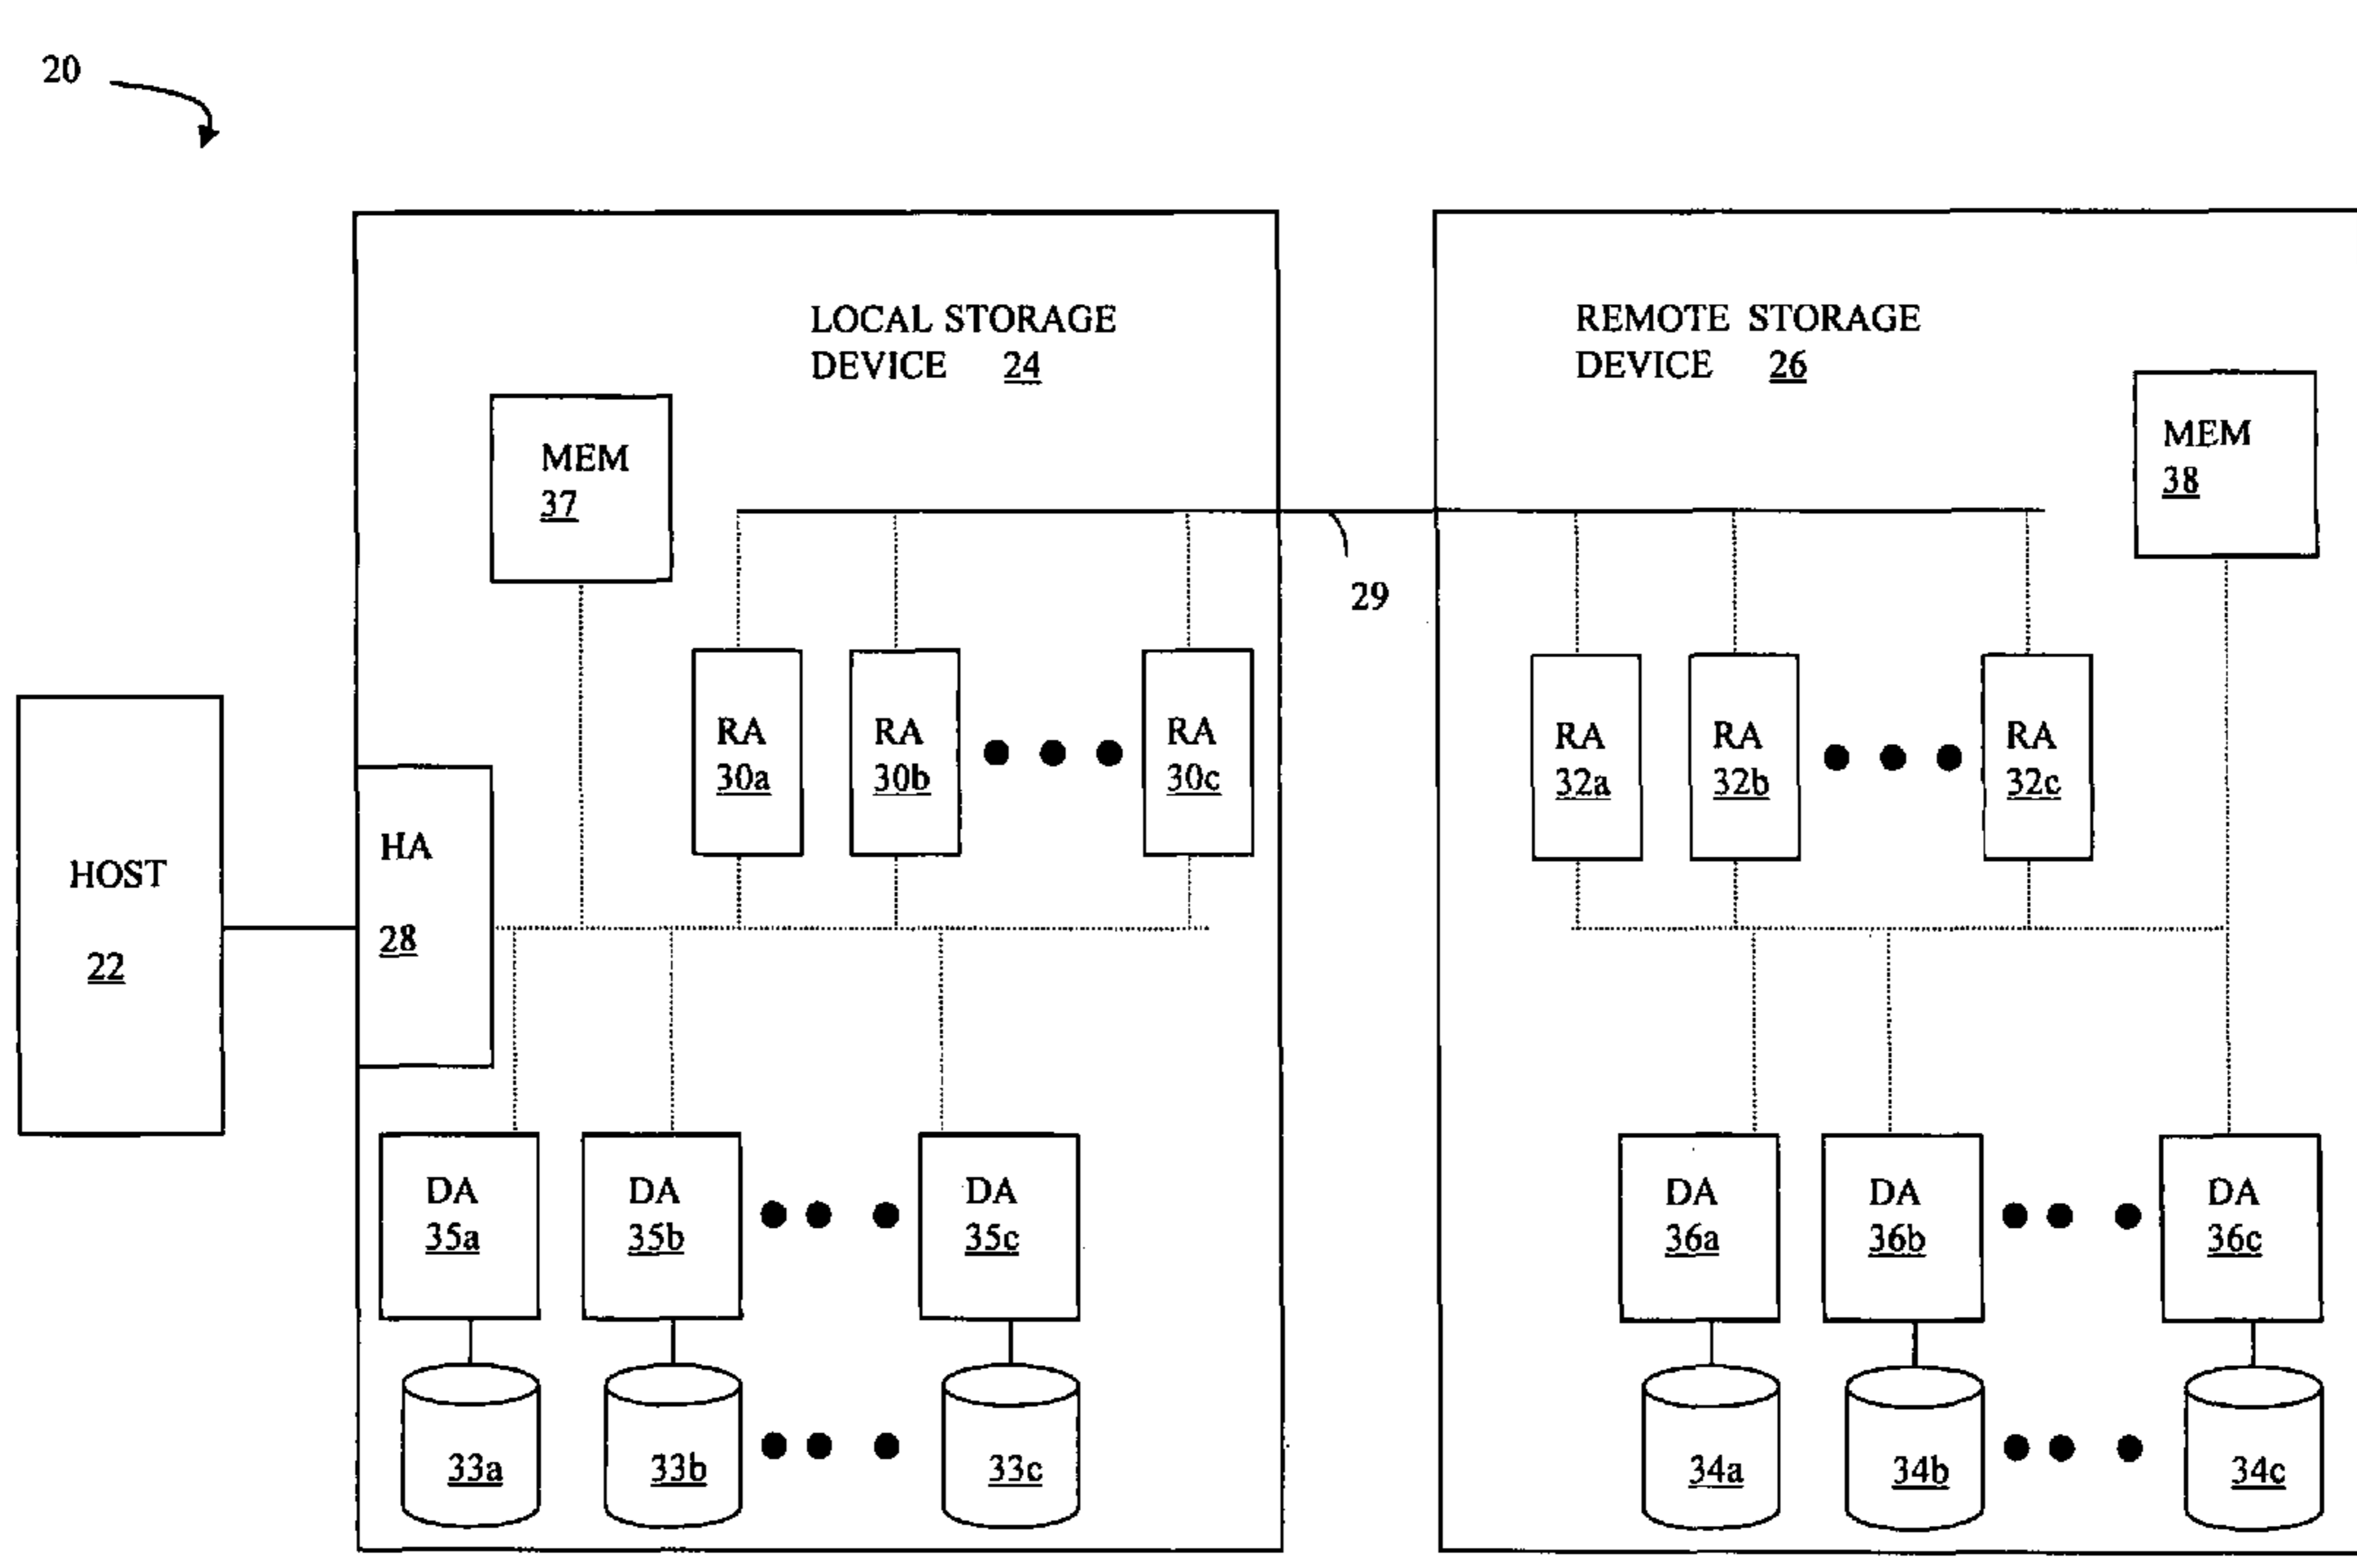 20
LOCAL STORAGE
DEVICE 24
REMOTE STORAGE
DEVICE 26
MEM
37
MEM
38
29
HOST
22
HA
28
RA
30a
RA
30b
RA
30c
RA
32a
RA
32b
RA
32c
DA
35a
DA
35b
DA
35c
DA
36a
DA
36b
DA
36c
33a
33b
33c
34a
34b
34c